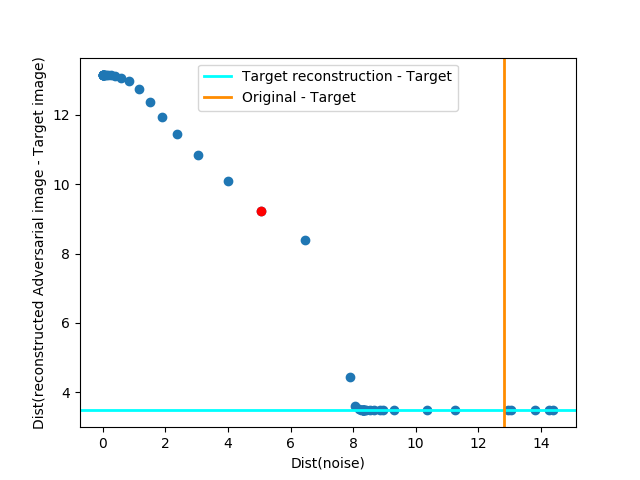 Target reconstruction - Target
Original - Target
Dist(reconstructed Adversarial image - Target image)
12
10
8
6
4
0 2 4 6 8 10 12 14
Dist(noise)